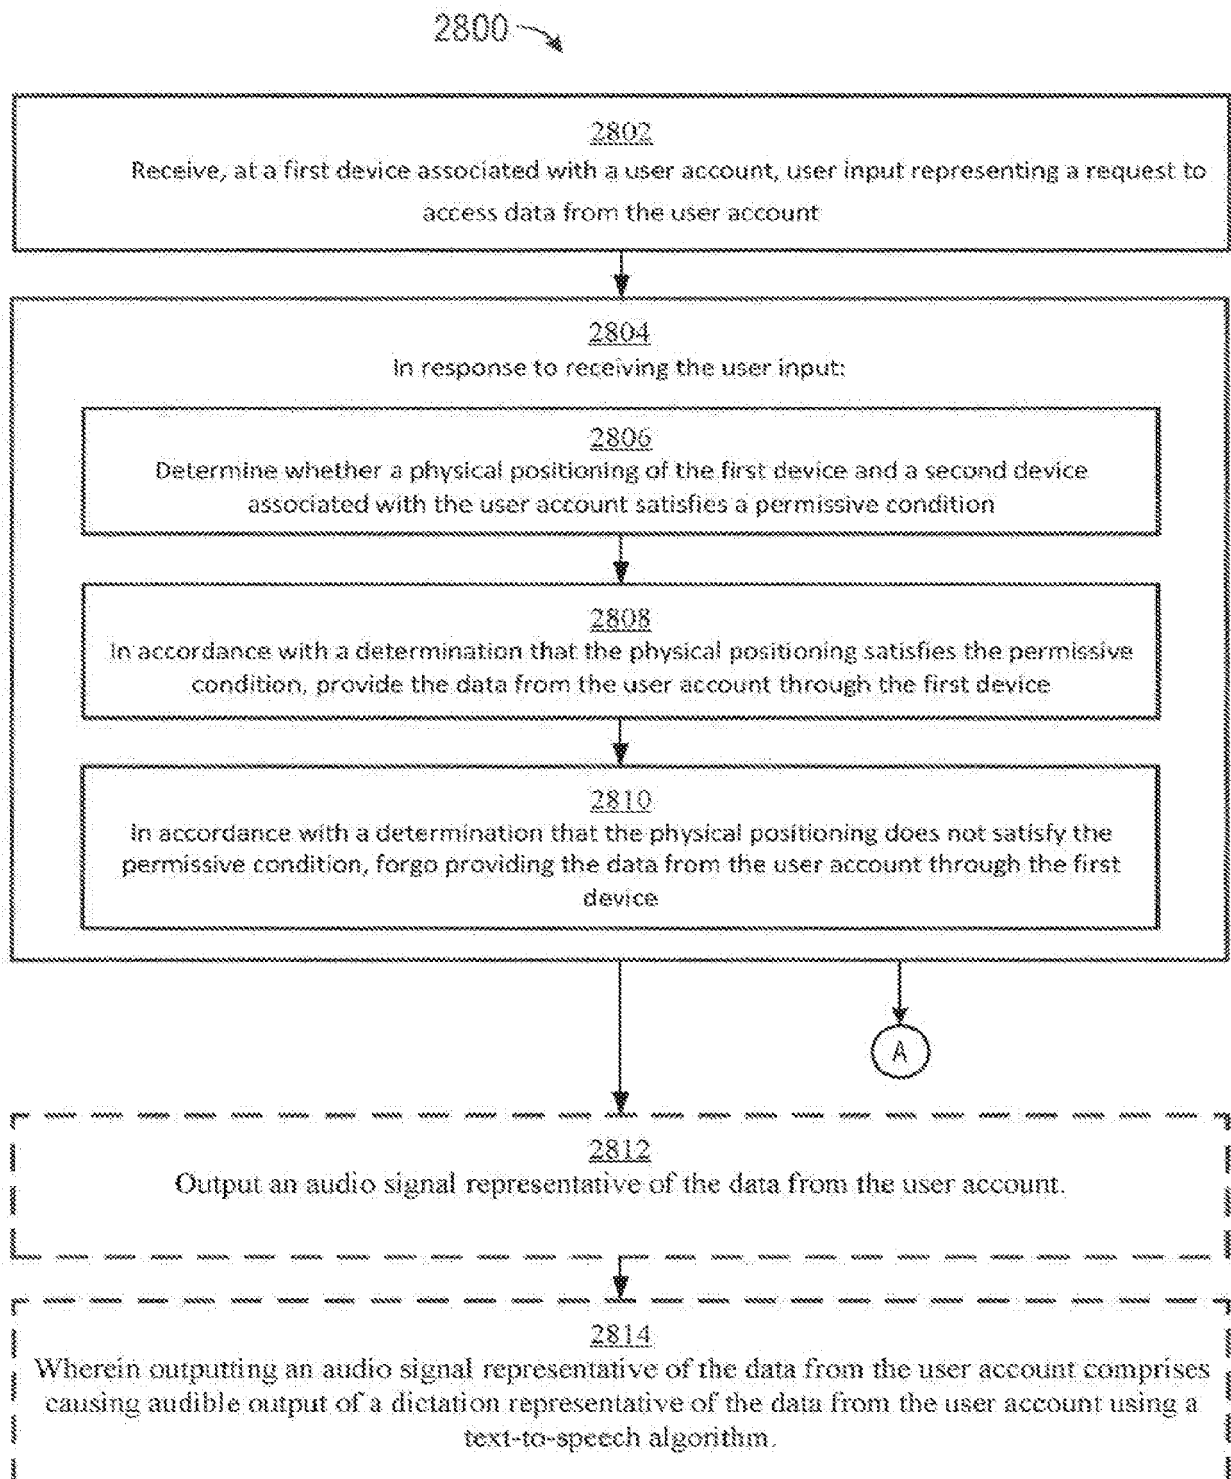 2800
2802
Receive, at a first device associated with a user account, user input representing a request to
access data from the user account
2804
In response to receiving the user input:
2806
Determine whether a physical positioning of the first device and a second device
associated with the user account satisfies a permissive condition
2808
In accordance with a determination that the physical positioning satisfies the permissive
condition, provide the data from the user account through the first device
2810
In accordance with a determination that the physical positioning does not satisfy the
permissive condition, forgo providing the data from the user account through the first
device
A
2812
Output an audio signal representative of the data from the user account.
2814
Wherein outputting an audio signal representative of the data from the user account comprises
causing audible output of a dictation representative of the data from the user account using a
text-to-speech algorithm.